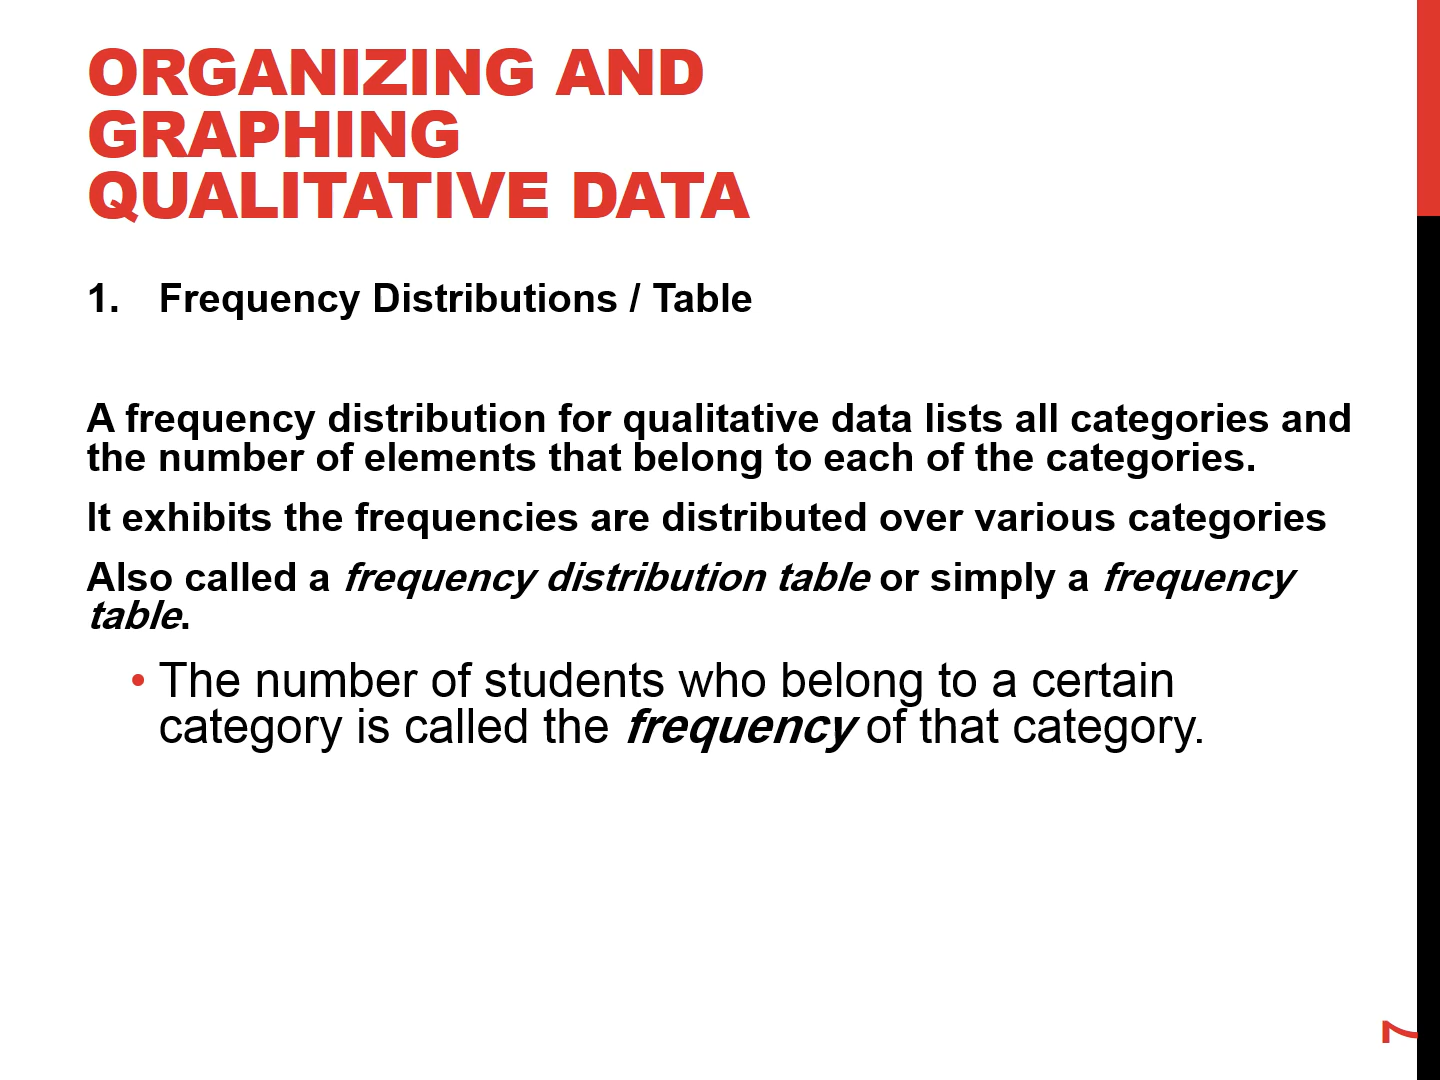 ORGANIZING AND
GRAPHING
QUALITATIVE DATA
1. Frequency Distributions / Table
A frequency distribution for qualitative data lists all categories and
the number of elements that belong to each of the categories.
It exhibits the frequencies are distributed over various categories
Also called a frequency distribution table or simply a frequency
table.
• The number of students who belong to a certain
category is called the frequency of that category.
7